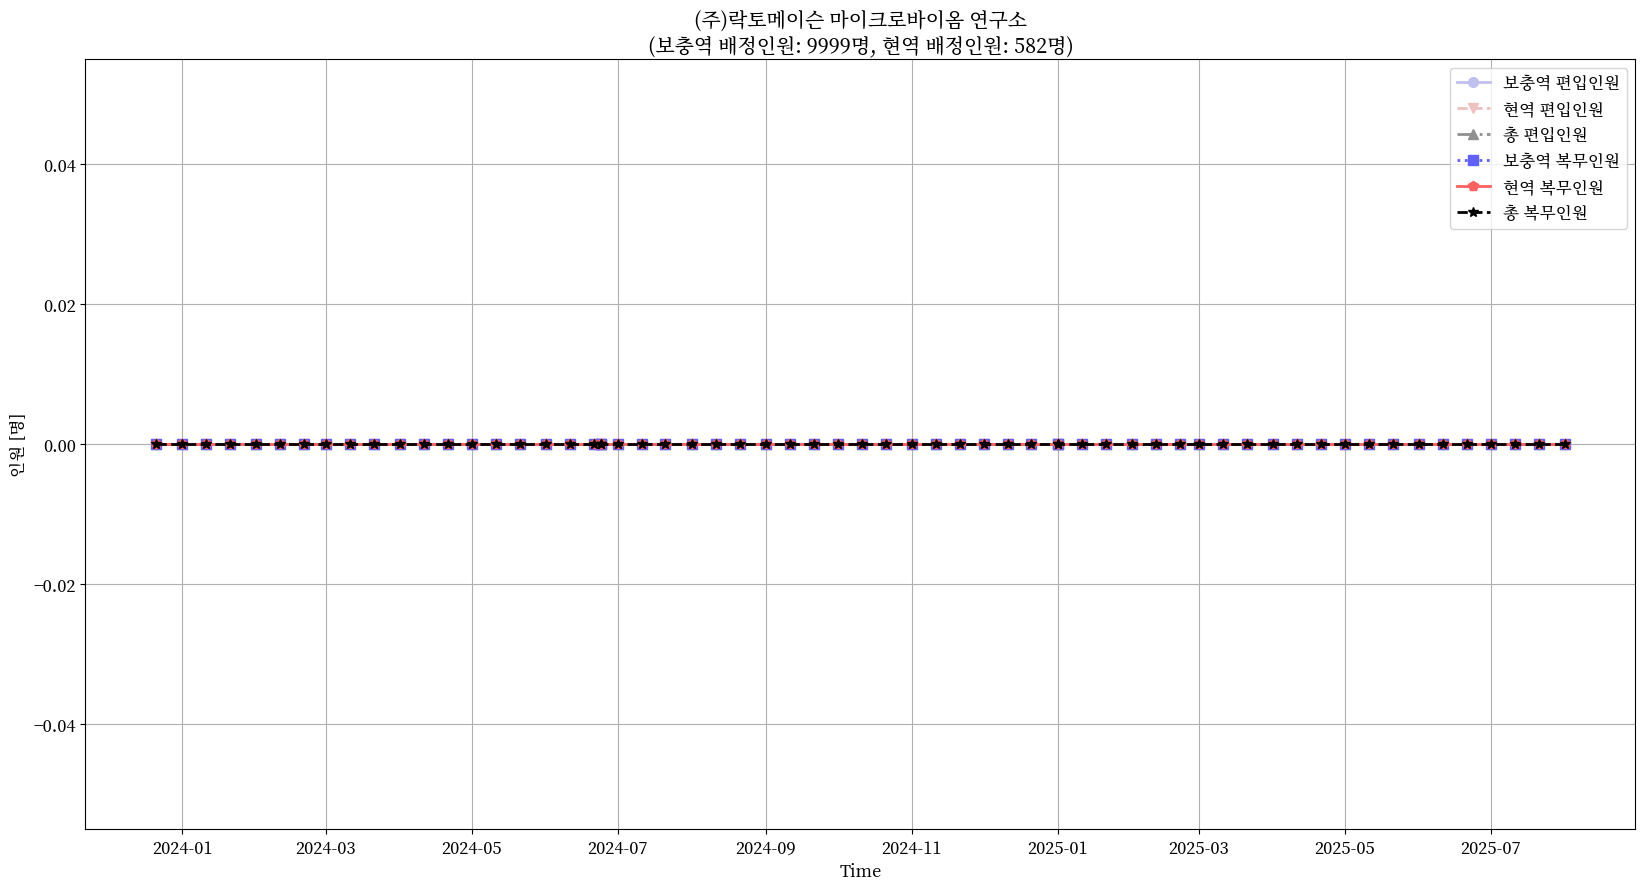 (주)락토메이슨 마이크로바이옴 연구소
(보충역 배정인원: 9999명, 현역 배정인원: 582명)
보충역 편입인원
현역 편입인원
총 편입인원
보충역 복무인원
현역 복무인원
총 복무인원
인원 [명]
0.04
0.02
0.00
−0.02
−0.04
2024-01
2024-03
2024-05
2024-07
2024-09
2024-11
2025-01
2025-03
2025-05
2025-07
Time